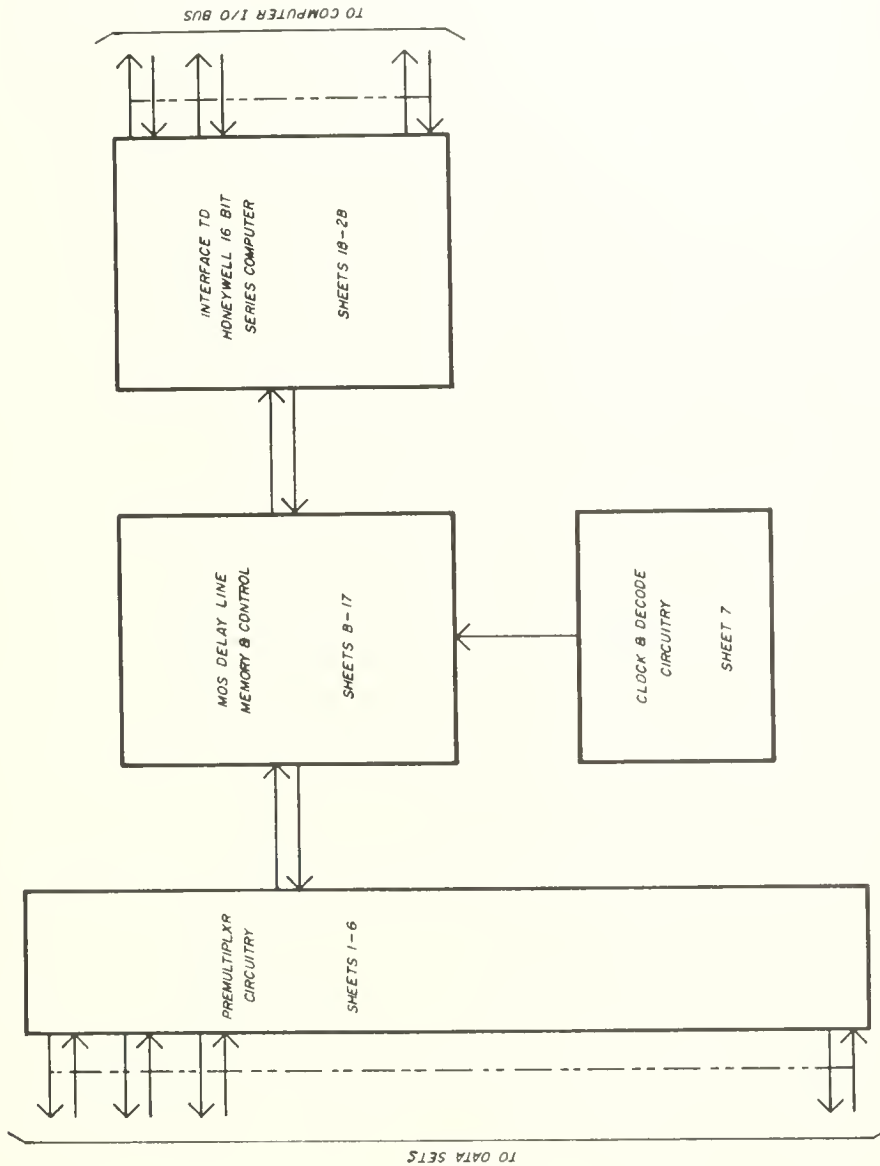 TO COMPUTER I/O BUS
INTERFACE TD
HONEYWELL 16 BIT
SERIES COMPUTER
SHEETS 18-28
MOS DELAY LINE
MEMORY & CONTROL
SHEETS 8-17
CLOCK & DECODE
CIRCUITRY
SHEET 7
PREMULTIPLXR
CIRCUITRY
SHEETS 1-6
TO DATA SETS